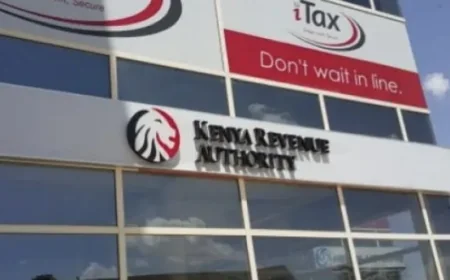 iTax
Don't wait in line.
KENYA REVENUE
AUTHORITY